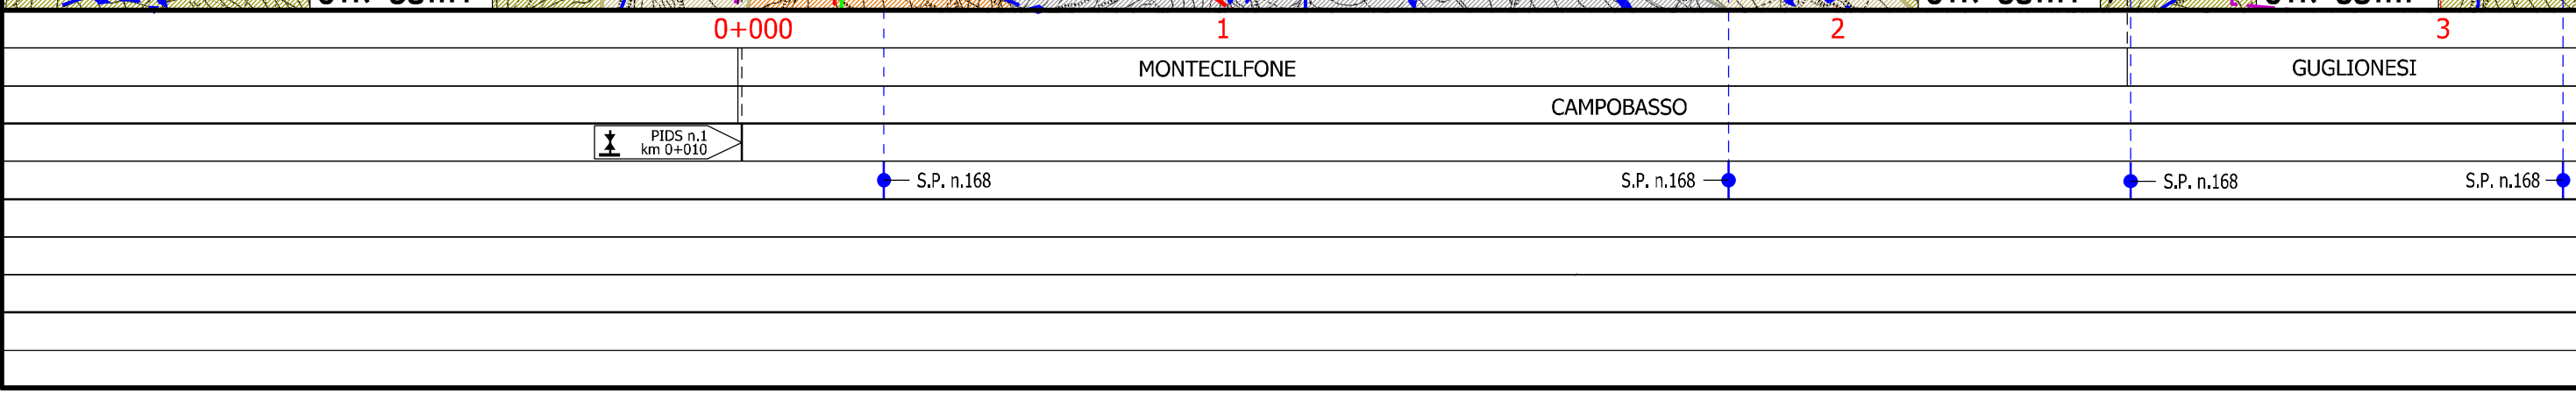 0+000 1 2 3
MONTECILFONE GUGLIONESI
CAMPOBASSO
PIDS n.1
km 0+010
S.P. n.168 S.P. n.168 S.P. n.168 S.P. n.168